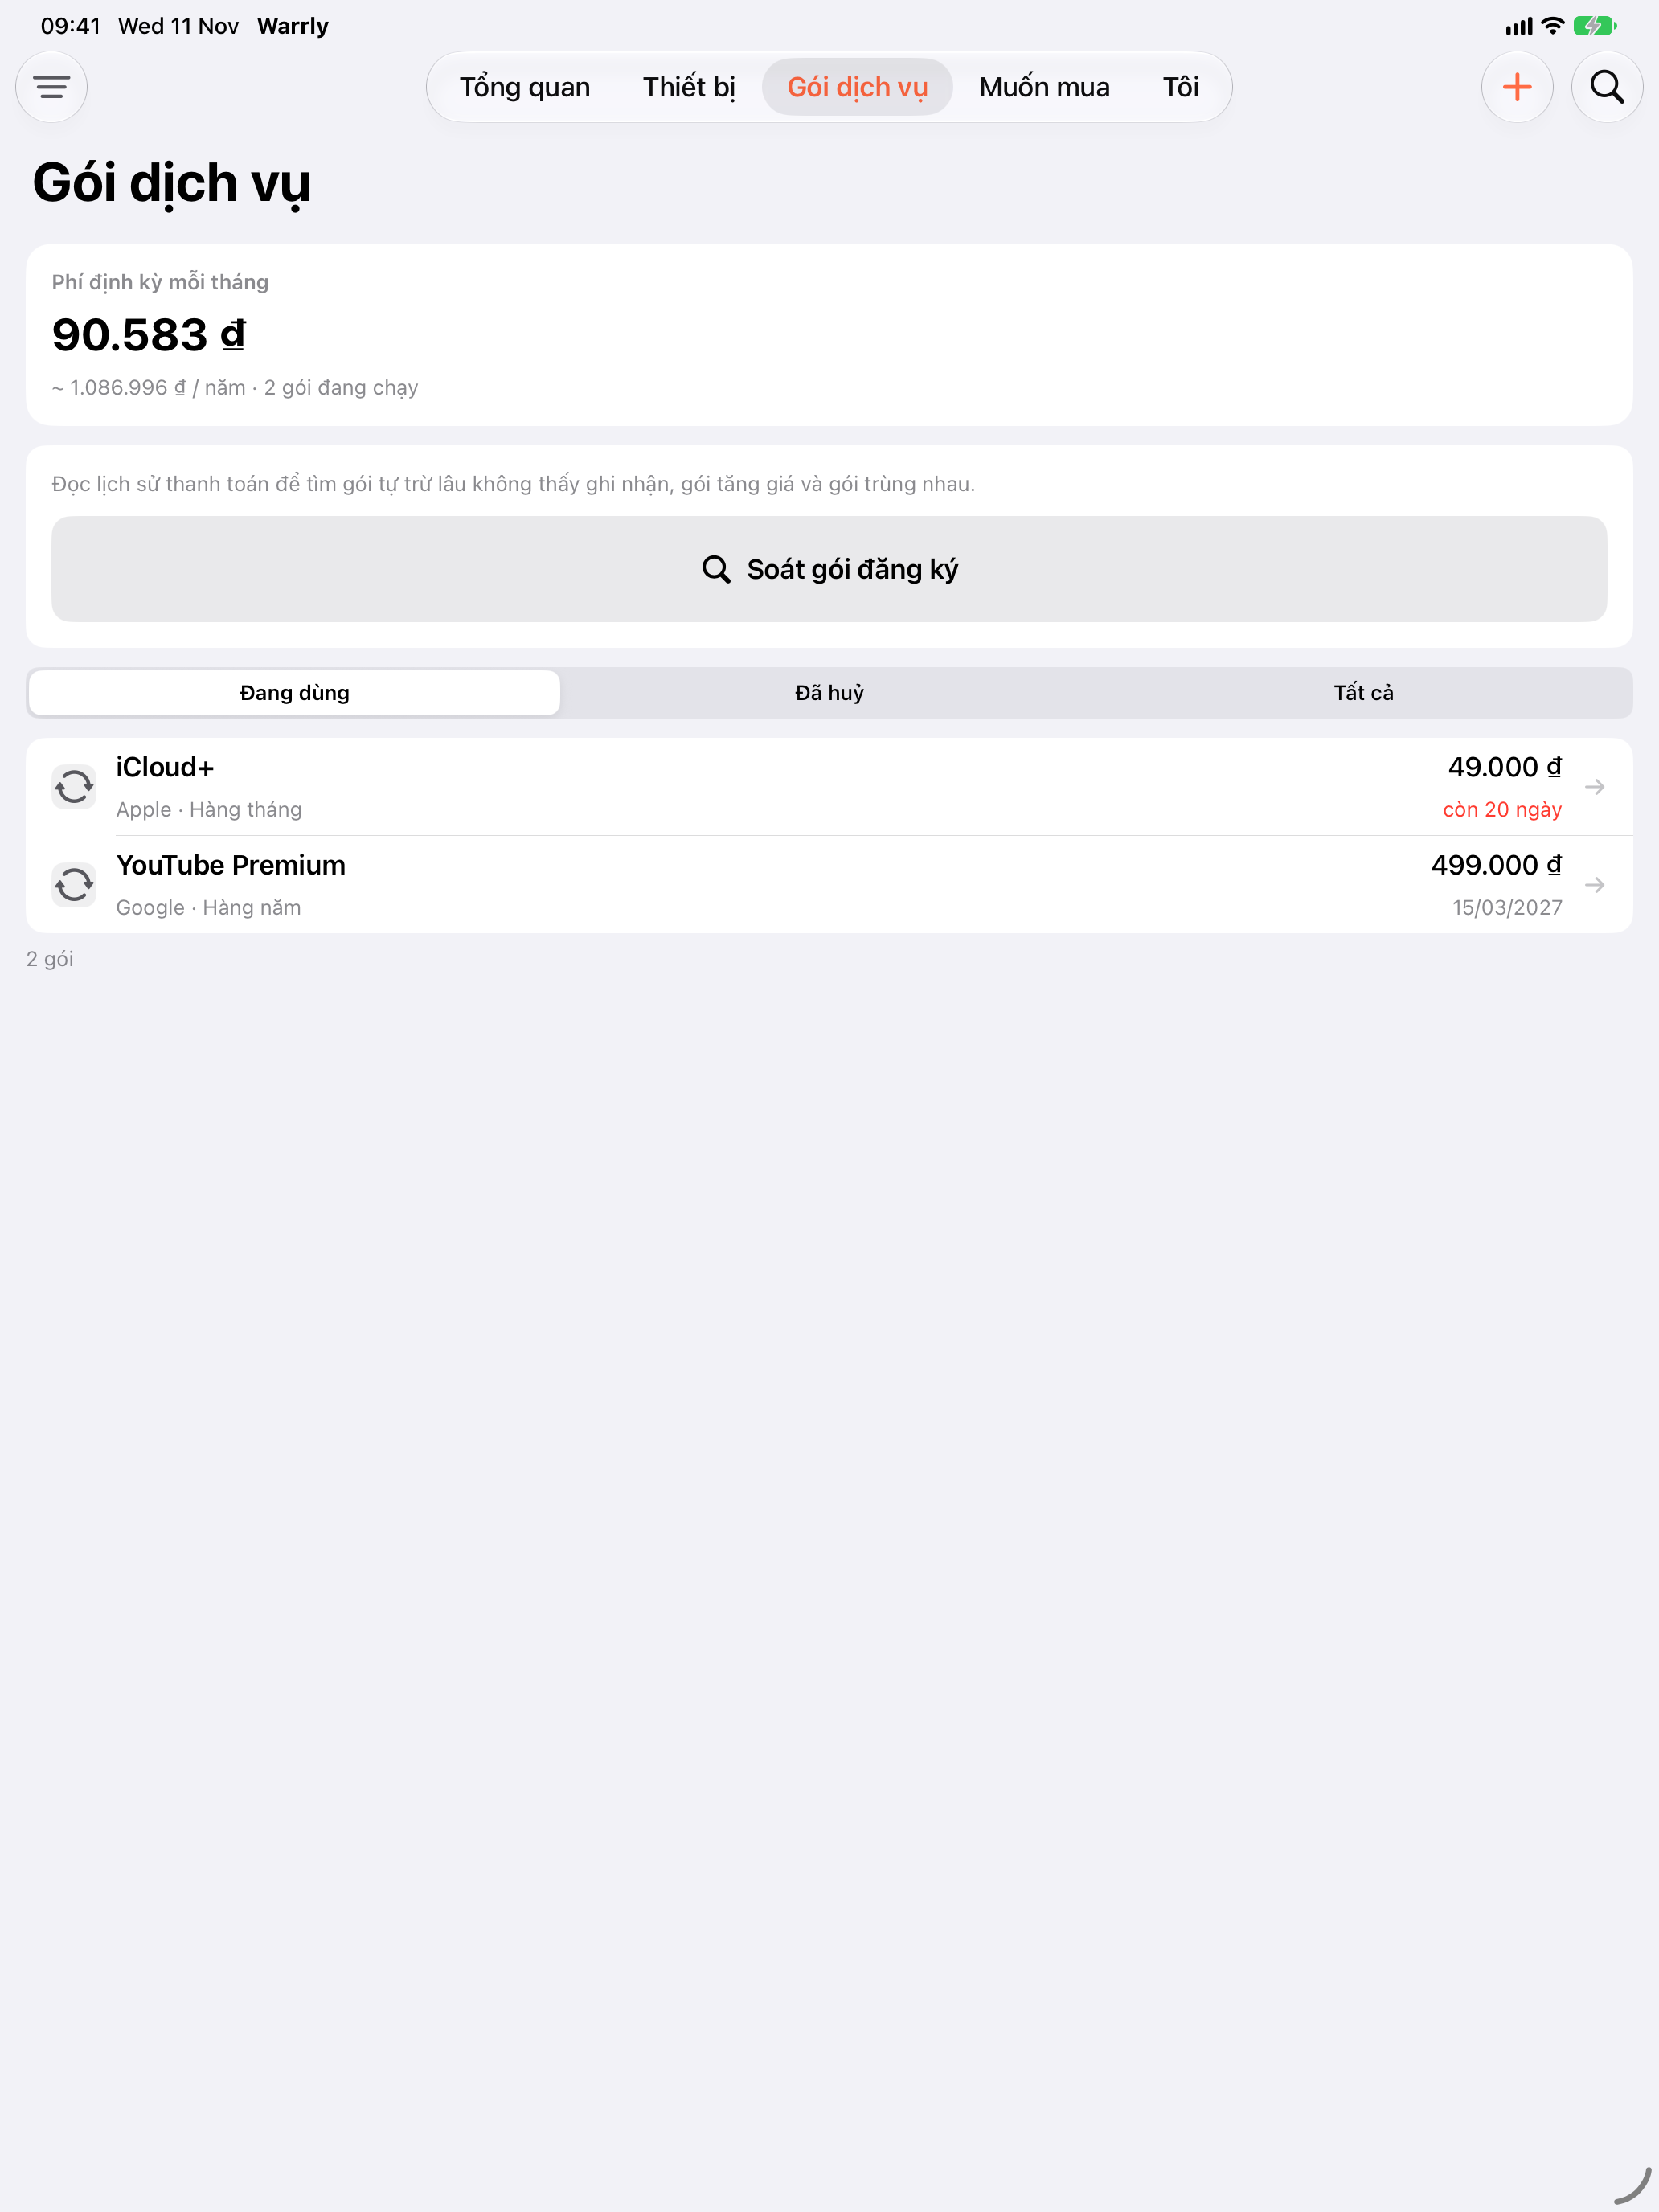 09:41 Wed 11 Nov Warrly
Tổng quan Thiết bị Gói dịch vụ Muốn mua Tôi
Gói dịch vụ
Phí định kỳ mỗi tháng
90.583 ₫
~ 1.086.996 ₫ / năm · 2 gói đang chạy
Đọc lịch sử thanh toán để tìm gói tự trừ lâu không thấy ghi nhận, gói tăng giá và gói trùng nhau.
Soát gói đăng ký
Đang dùng Đã huỷ Tất cả
iCloud+ 49.000 ₫
Apple · Hàng tháng còn 20 ngày
YouTube Premium 499.000 ₫
Google · Hàng năm 15/03/2027
2 gói